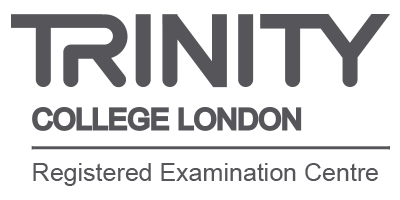 TRINITY
COLLEGE LONDON
Registered Examination Centre